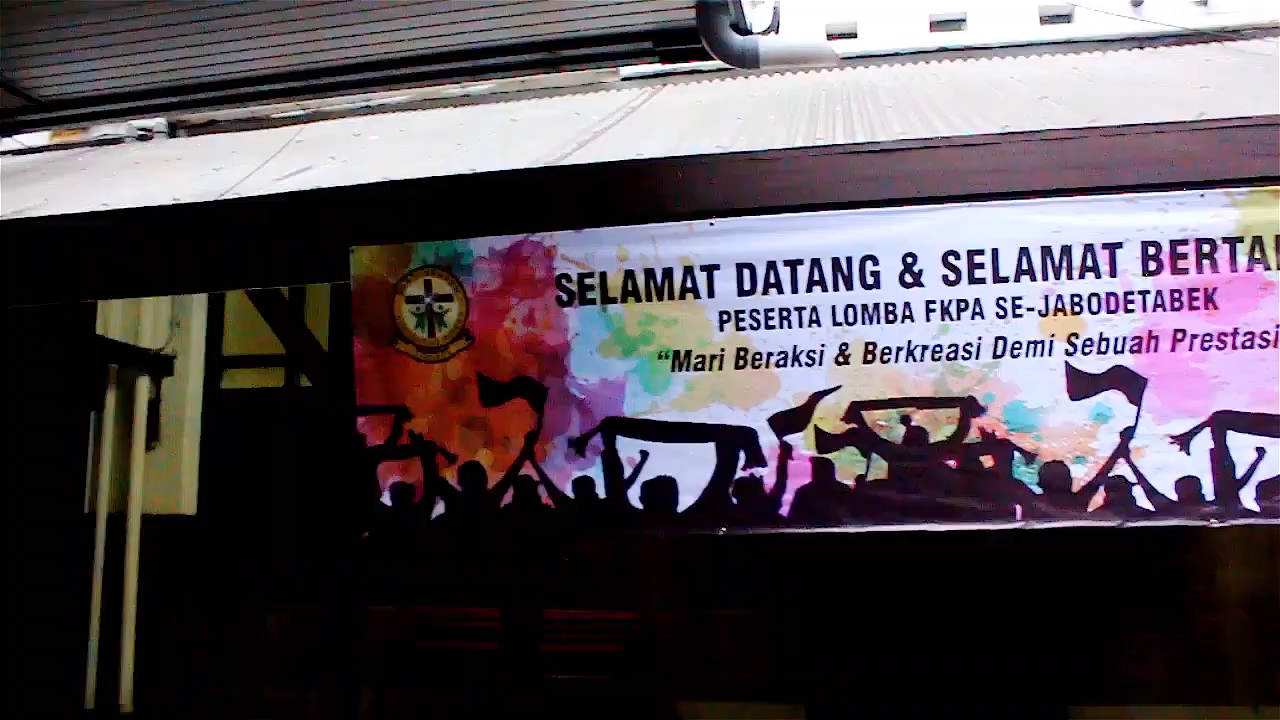 SELAMAT DATANG & SELAMAT
PESERTA LOMBA FKPA SE-JABODETABEK
“Mari Beraksi & Berkreasi Demi Sebuah Prestasi